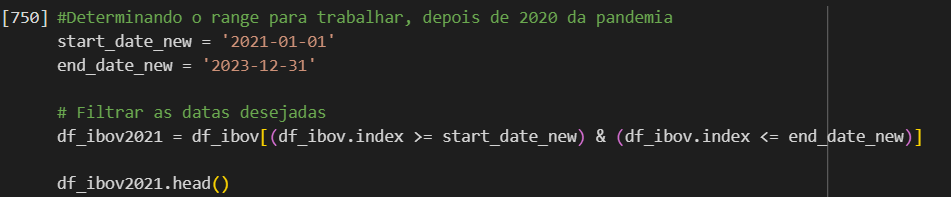 [750] #Determinando o range para trabalhar, depois de 2020 da pandemia
start_date_new = '2021-01-01'
end_date_new = '2023-12-31'
# Filtrar as datas desejadas
df_ibov2021 = df_ibov[(df_ibov.index >= start_date_new) & (df_ibov.index <= end_date_new)]
df_ibov2021.head()